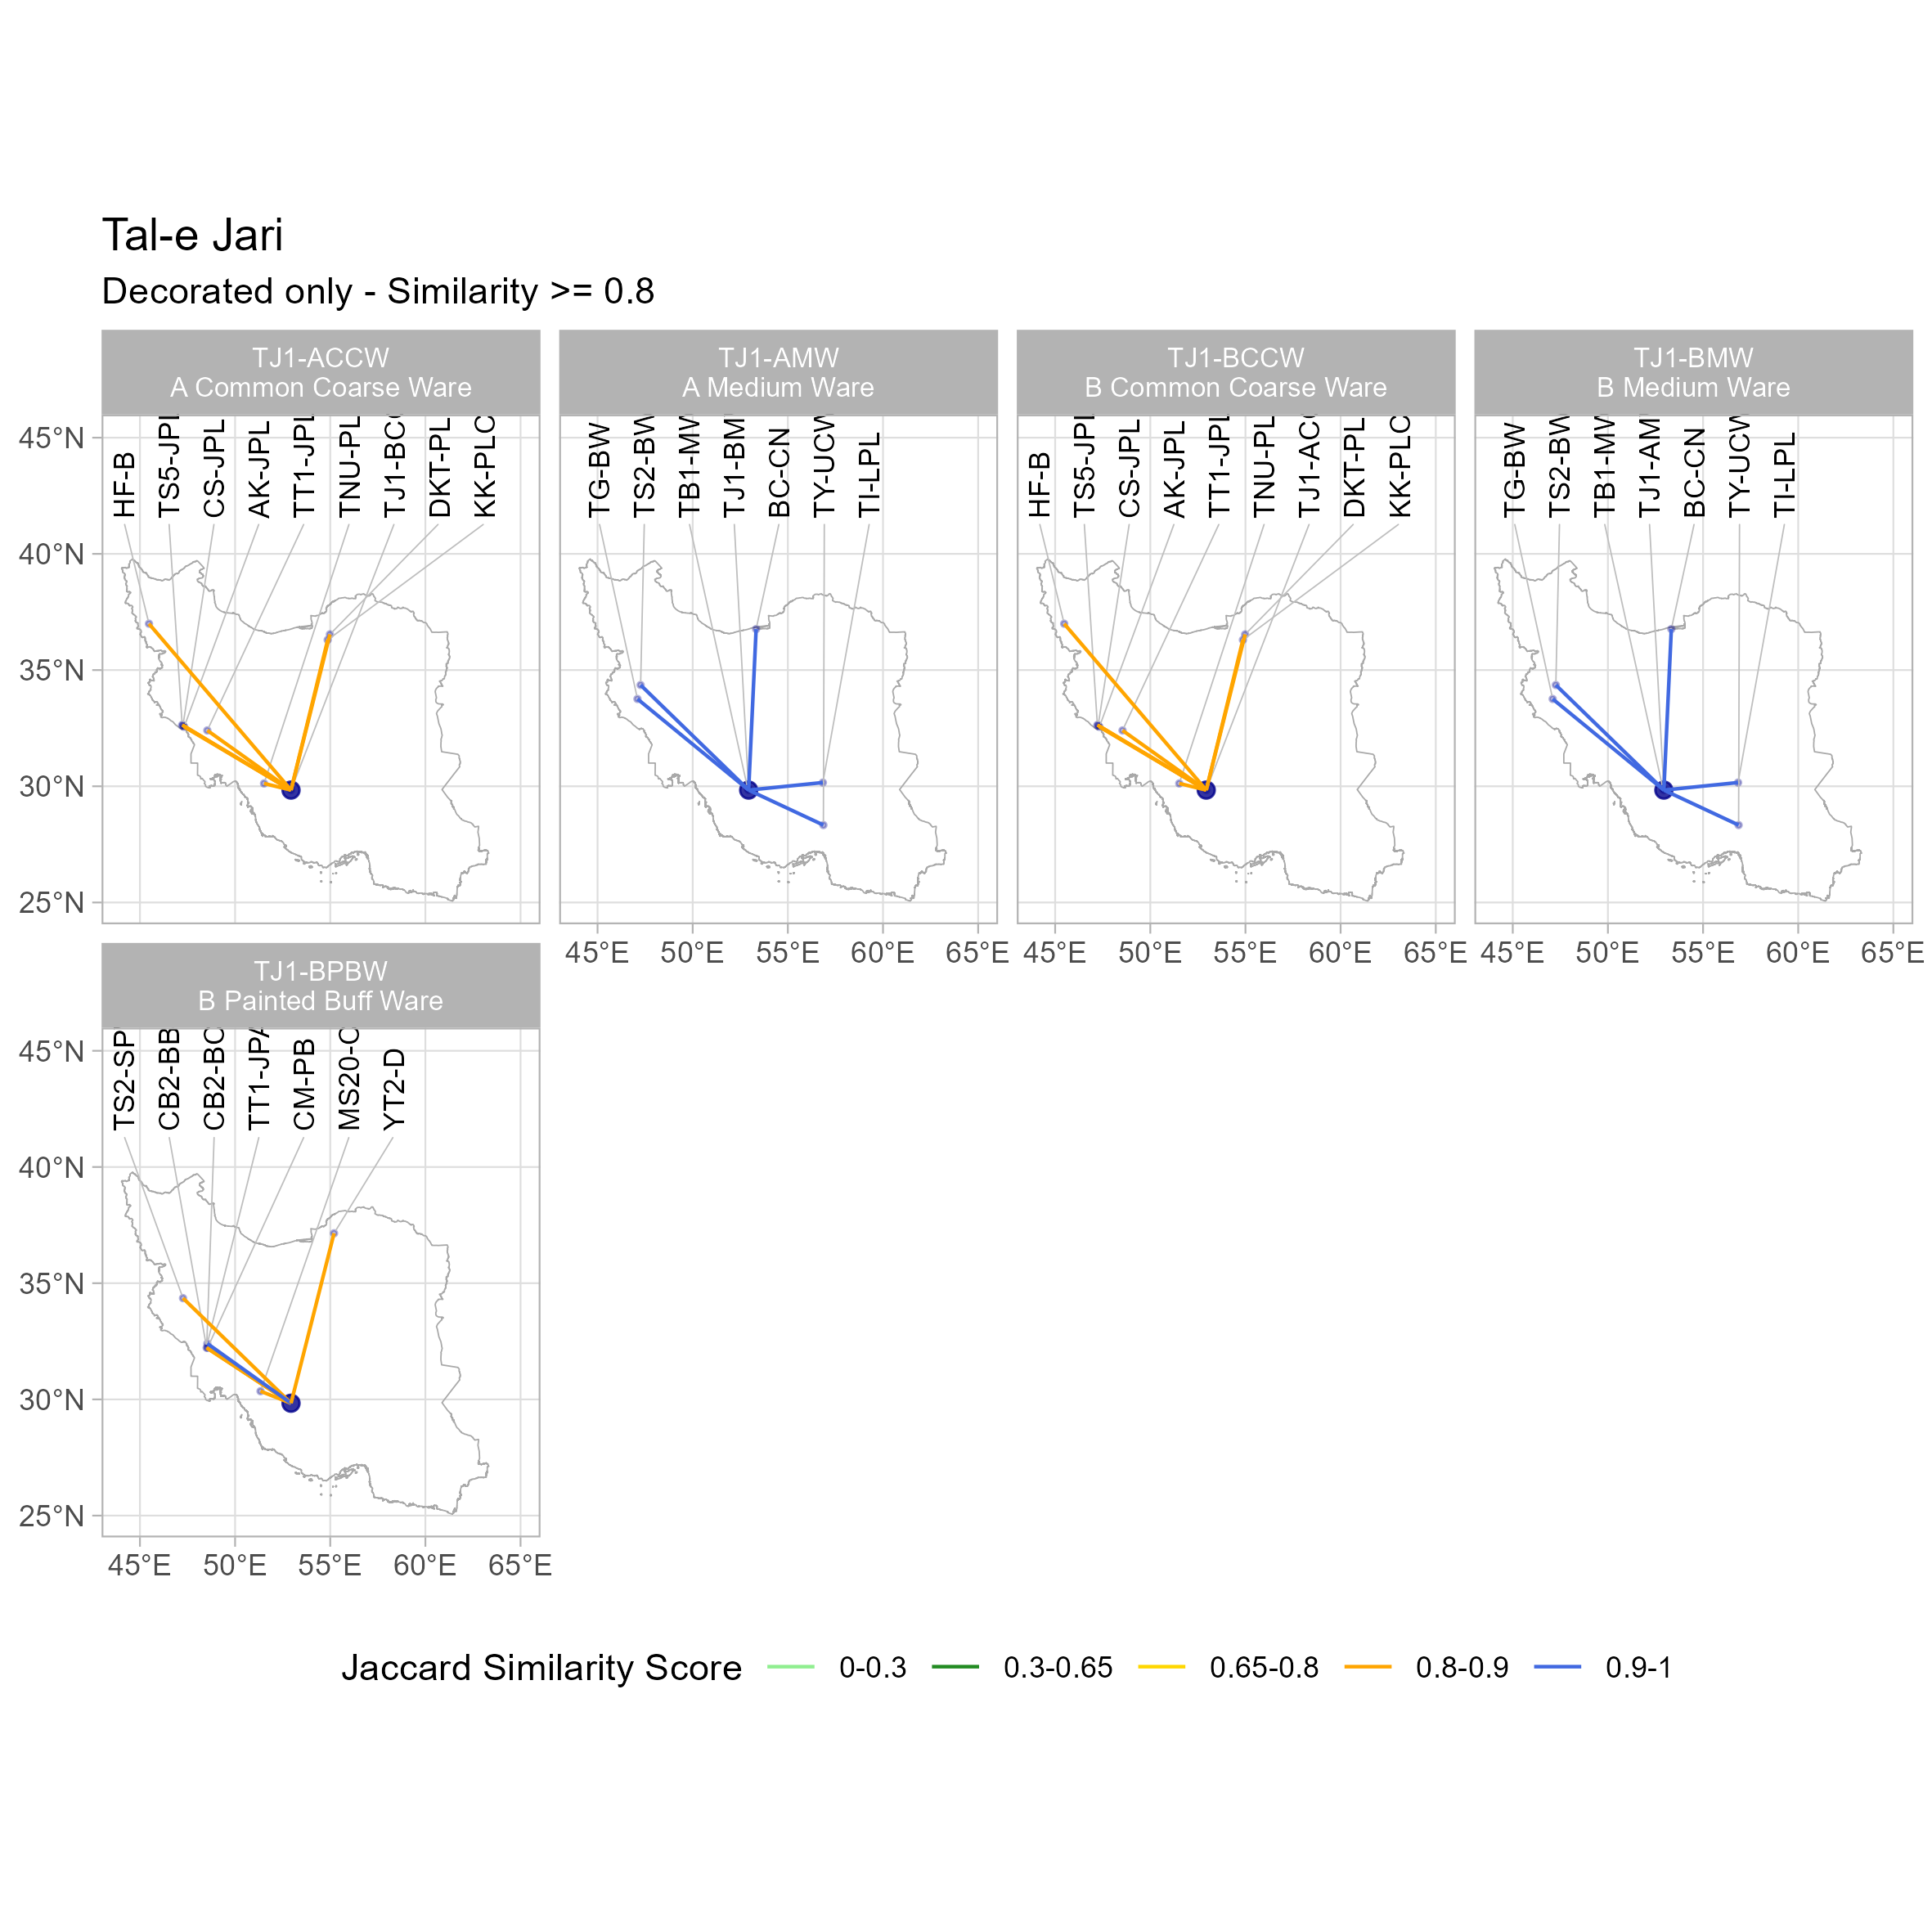 Tal-e Jari
Decorated only - Similarity >= 0.8
TJ1-ACCW
A Common Coarse Ware
TJ1-AMW
A Medium Ware
TJ1-BCCW
B Common Coarse Ware
TJ1-BMW
B Medium Ware
45°N
40°N
35°N
30°N
25°N
HF-B
TS5-JPL
CS-JPL
AK-JPL
TT1-JPL
TNU-PL
TJ1-BCC
DKT-PL
KK-PLC
TG-BW
TS2-BW
TB1-MW
TJ1-BM
BC-CN
TY-UCW
TI-LPL
HF-B
TS5-JPL
CS-JPL
AK-JPL
TT1-JPL
TNU-PL
TJ1-ACC
DKT-PL
KK-PLC
TG-BW
TS2-BW
TB1-MW
TJ1-AM
BC-CN
TY-UCW
TI-LPL
45°E 50°E 55°E 60°E 65°E
45°E 50°E 55°E 60°E 65°E
45°E 50°E 55°E 60°E 65°E
TJ1-BPBW
B Painted Buff Ware
45°N
40°N
35°N
30°N
25°N
TS2-SP
CB2-BB
CB2-BC
TT1-JPA
CM-PB
MS20-C
YT2-D
45°E 50°E 55°E 60°E 65°E
Jaccard Similarity Score 0-0.3 0.3-0.65 0.65-0.8 0.8-0.9 0.9-1